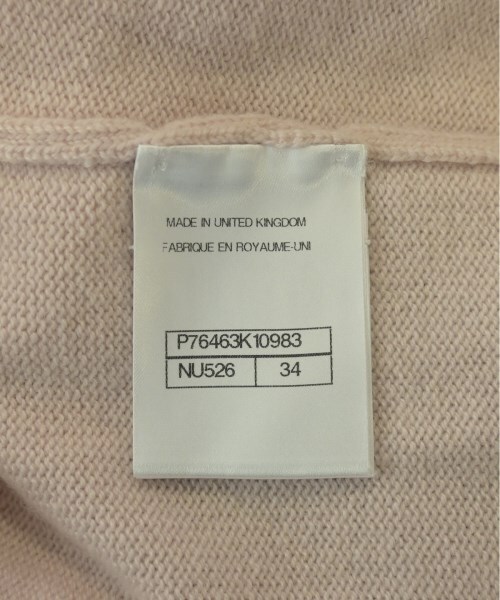 MADE IN UNITED KINGDOM
FABRIQUE EN ROYAUME-UNI
P76463K10983
NU526 34